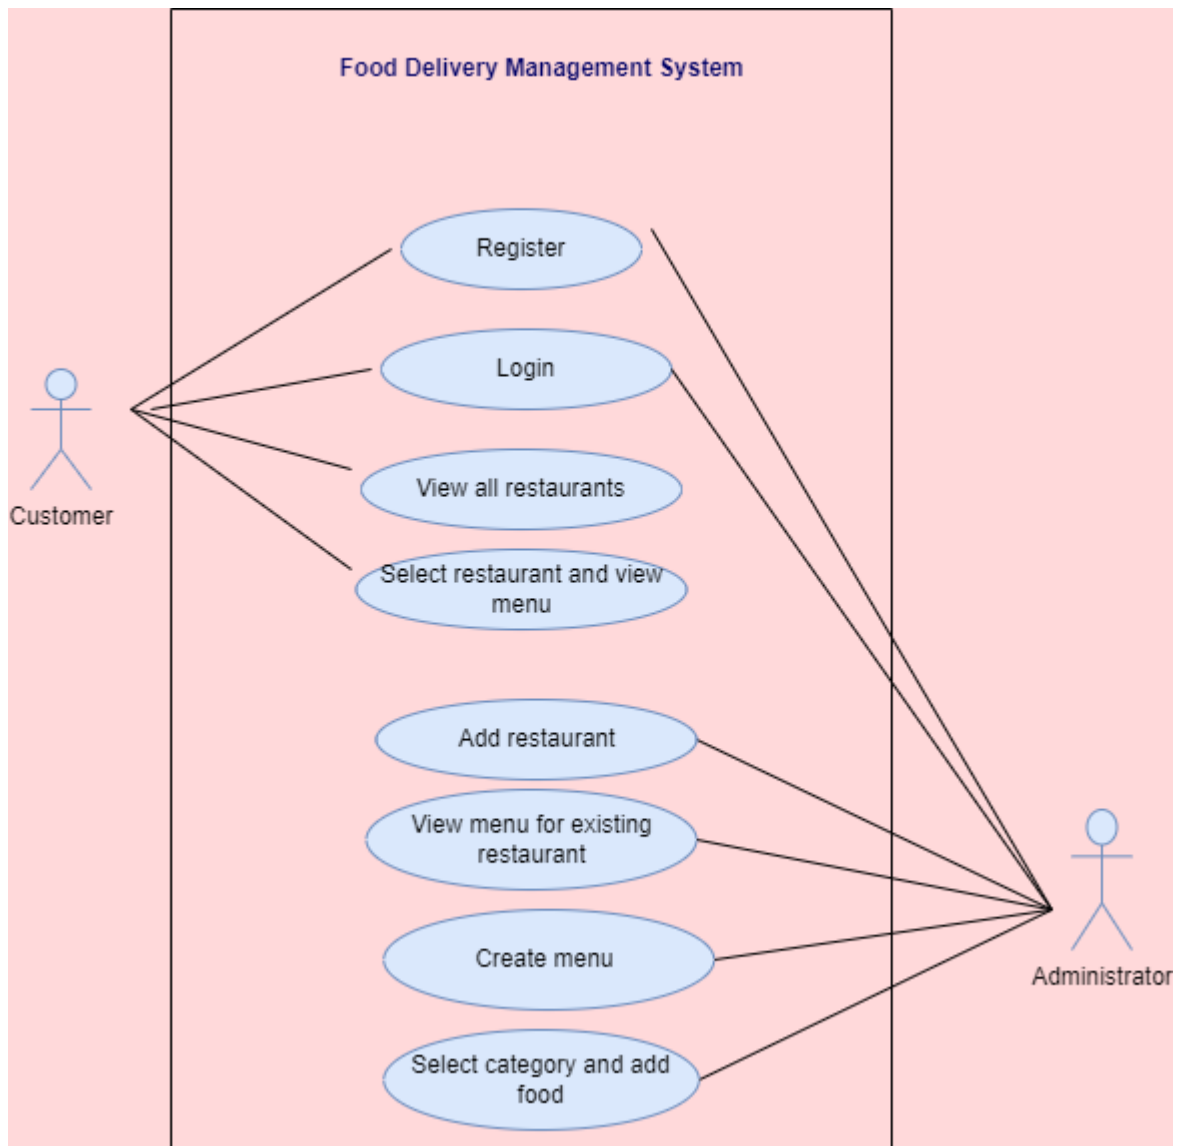 Food Delivery Management System
Register
Login
Customer
View all restaurants
Select restaurant and view
menu
Add restaurant
View menu for existing
restaurant
Create menu
Administrator
Select category and add
food